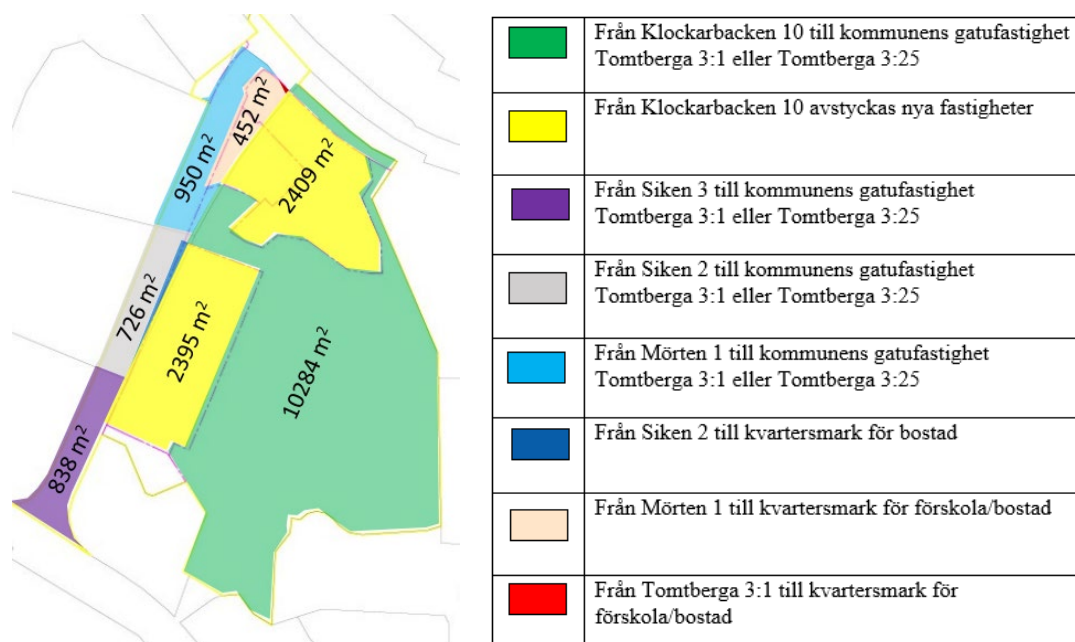 452 m²
950 m²
2409 m²
726 m²
2395 m²
10284 m²
838 m²
Från Klockarbacken 10 till kommunens gatufastighet
Tomtberga 3:1 eller Tomtberga 3:25
Från Klockarbacken 10 avstyckas nya fastigheter
Från Siken 3 till kommunens gatufastighet
Tomtberga 3:1 eller Tomtberga 3:25
Från Siken 2 till kommunens gatufastighet
Tomtberga 3:1 eller Tomtberga 3:25
Från Mörten 1 till kommunens gatufastighet
Tomtberga 3:1 eller Tomtberga 3:25
Från Siken 2 till kvartersmark för bostad
Från Mörten 1 till kvartersmark för förskola/bostad
Från Tomtberga 3:1 till kvartersmark för
förskola/bostad